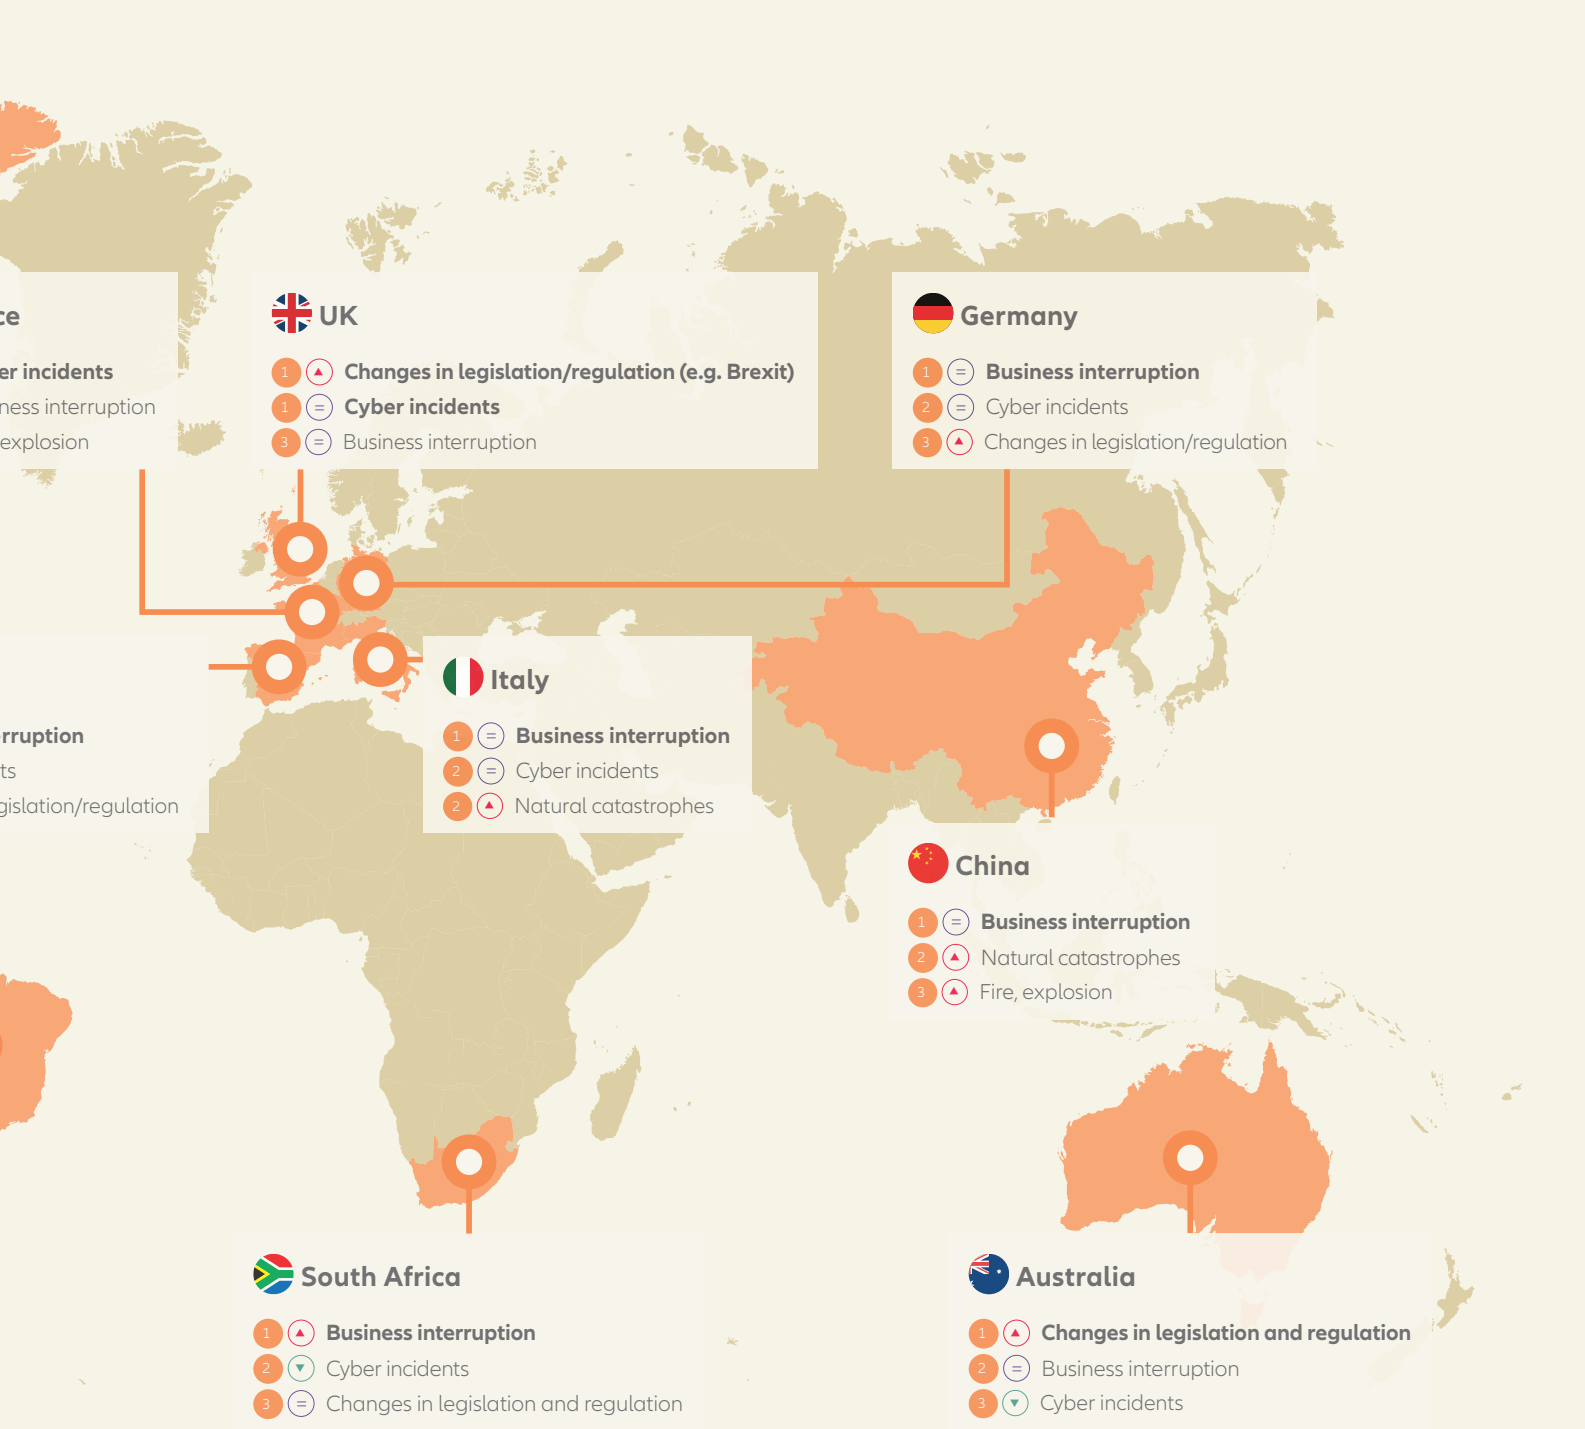 ce
er incidents
ness interruption
explosion
UK
1 Changes in legislation/regulation (e.g. Brexit)
1 = Cyber incidents
3 = Business interruption
Germany
1 = Business interruption
2 = Cyber incidents
3 Changes in legislation/regulation
rruption
ts
gislation/regulation
Italy
1 = Business interruption
2 = Cyber incidents
2 Natural catastrophes
China
1 = Business interruption
2 Natural catastrophes
3 Fire, explosion
South Africa
1 Business interruption
2 Cyber incidents
3 = Changes in legislation and regulation
Australia
1 Changes in legislation and regulation
2 = Business interruption
3 Cyber incidents